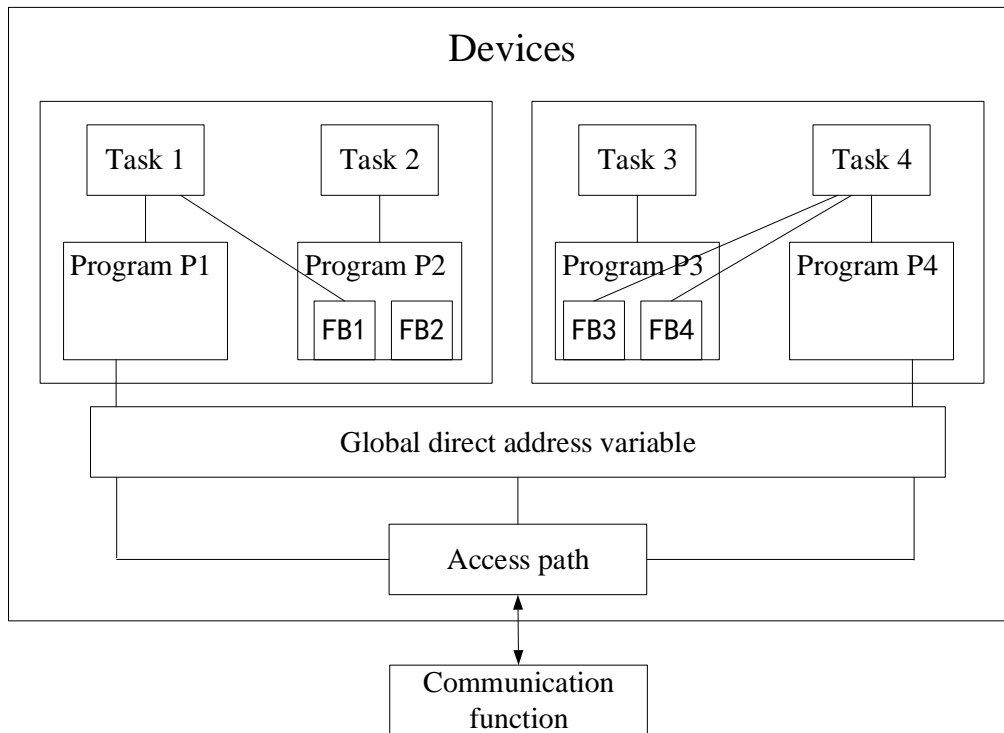 Devices
Task 1
Task 2
Task 3
Task 4
Program P1
Program P2
Program P3
Program P4
FB1
FB2
FB3
FB4
Global direct address variable
Access path
Communication
function